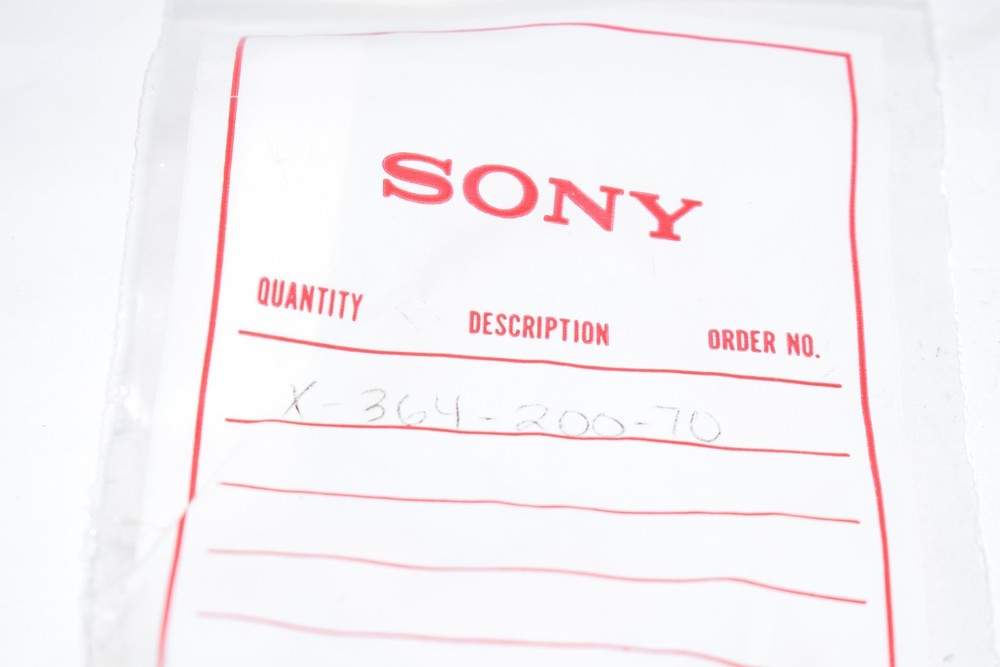 SONY
QUANTITY DESCRIPTION ORDER NO.
X-364-200-70